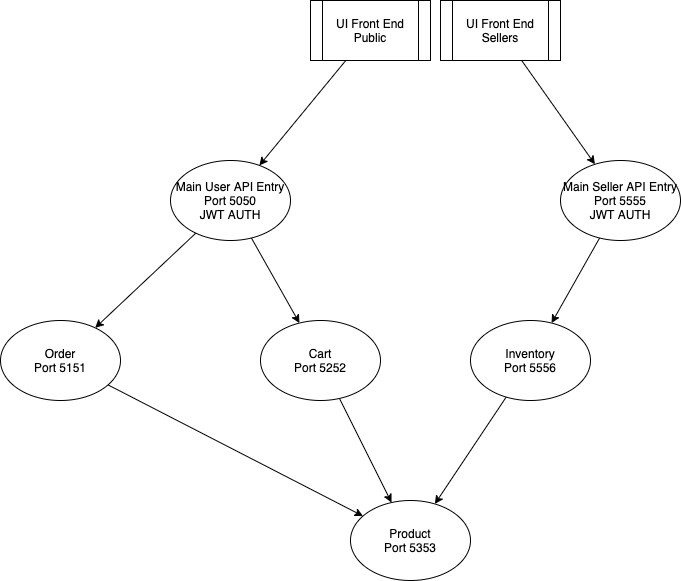 UI Front End
Public
UI Front End
Sellers
Main User API Entry
Port 5050
JWT AUTH
Main Seller API Entry
Port 5555
JWT AUTH
Order
Port 5151
Cart
Port 5252
Inventory
Port 5556
Product
Port 5353